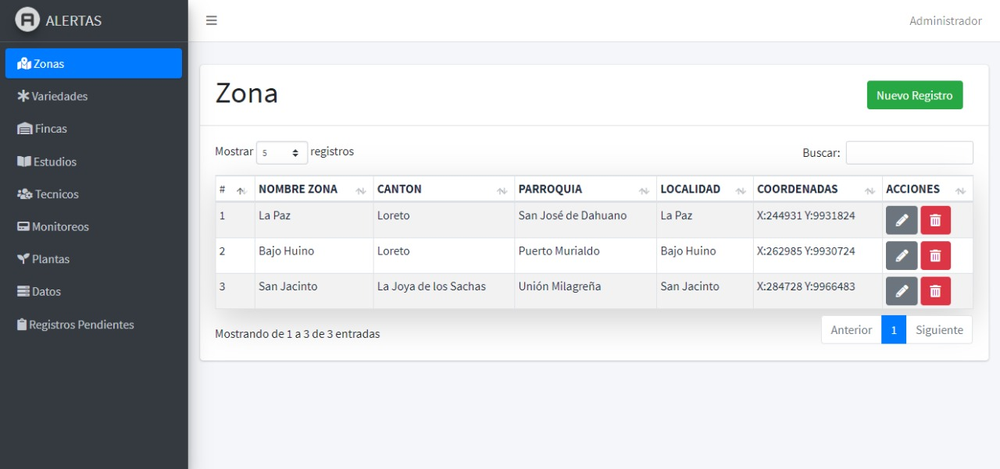 ALERTAS
Administrador
Zonas
Variedades
Fincas
Estudios
Tecnicos
Monitoreos
Plantas
Datos
Registros Pendientes
Zona
Nuevo Registro
Mostrar 5 registros
Buscar:
# NOMBRE ZONA CANTON PARROQUIA LOCALIDAD COORDENADAS ACCIONES
1 La Paz Loreto San José de Dahuano La Paz X:244931 Y:9931824
2 Bajo Huino Loreto Puerto Murialdo Bajo Huino X:262985 Y:9930724
3 San Jacinto La Joya de los Sachas Unión Milagreña San Jacinto X:284728 Y:9966483
Mostrando de 1 a 3 de 3 entradas
Anterior 1 Siguiente